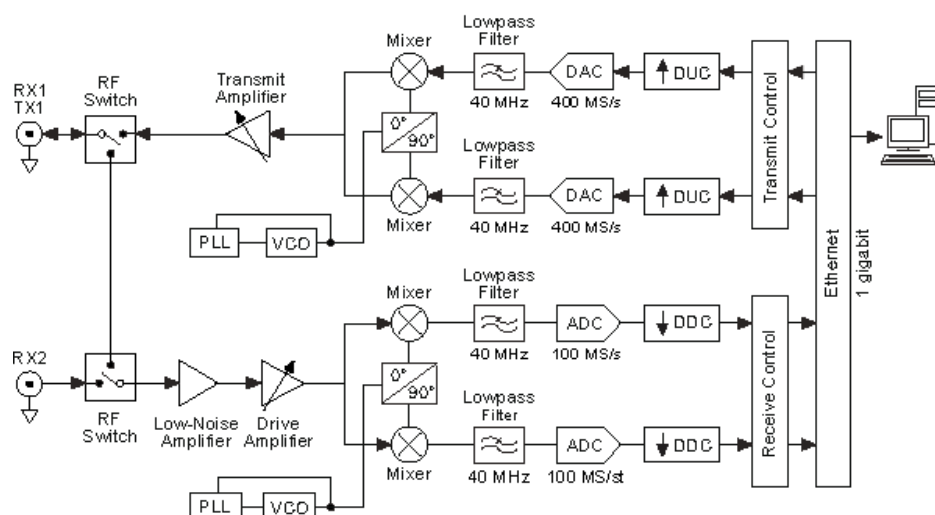 Lowpass
Filter
Mixer
40 MHz
DAC
400 MS/s
DUC
Transmit
Amplifier
RX1
TX1
RF
Switch
0°
90°
Transmit Control
Ethernet
1 gigabit
Lowpass
Filter
Mixer
40 MHz
DAC
400 MS/s
DUC
PLL
VCO
Lowpass
Filter
Mixer
40 MHz
ADC
100 MS/s
DDC
RX2
RF
Switch
Low-Noise
Amplifier
Drive
Amplifier
0°
90°
Receive Control
Lowpass
Filter
Mixer
40 MHz
ADC
100 MS/st
DDC
PLL
VCO